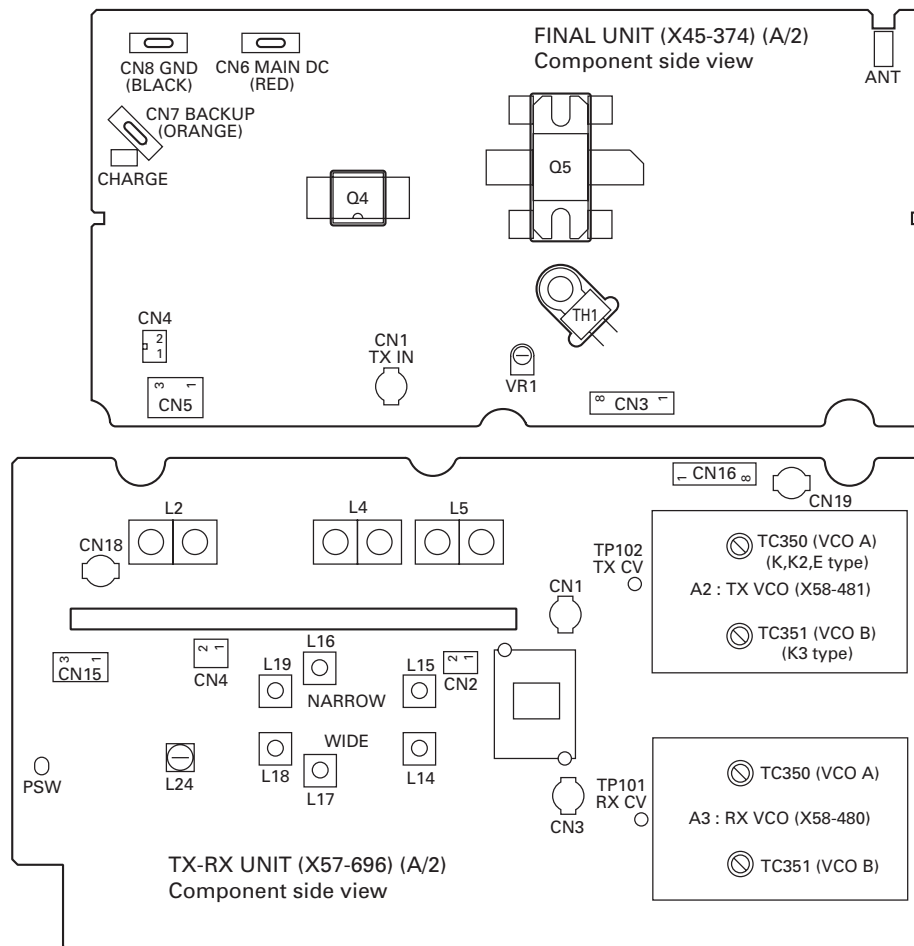 FINAL UNIT (X45-374) (A/2)
Component side view
CN8 GND
(BLACK)
CN6 MAIN DC
(RED)
ANT
CN7 BACKUP
(ORANGE)
CHARGE
Q4
Q5
TH1
CN4
2
1
CN1
TX IN
VR1
3 1
CN5
8 CN3 1
1 CN16 8
CN19
L2
L4
L5
CN18
TP102
TX CV
TC350 (VCO A)
(K,K2,E type)
A2 : TX VCO (X58-481)
TC351 (VCO B)
(K3 type)
CN1
L16
3 1
CN15
2 1
CN4
L19
L15
2 1
CN2
NARROW
WIDE
PSW
L24
L18
L17
L14
TP101
RX CV
CN3
TC350 (VCO A)
A3 : RX VCO (X58-480)
TC351 (VCO B)
TX-RX UNIT (X57-696) (A/2)
Component side view